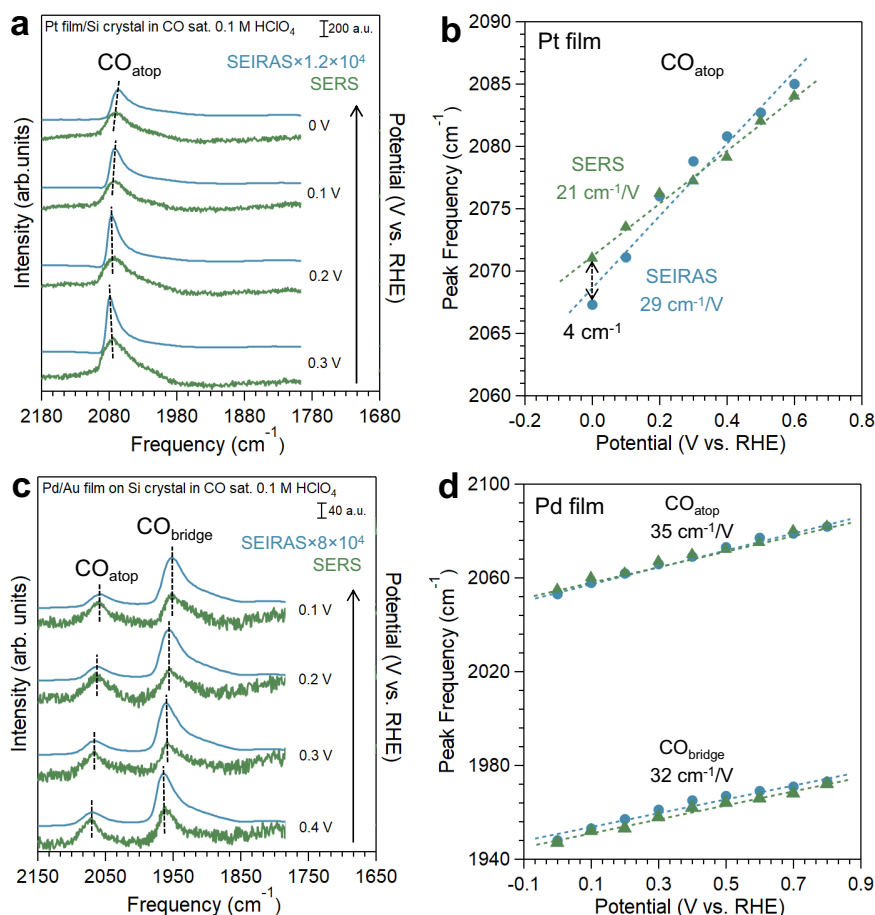 a
Pt film/Si crystal in CO sat. 0.1 M HClO4
200 a.u.
COatop
SEIRAS×1.2×10⁴
SERS
0 V
0.1 V
0.2 V
0.3 V
Intensity (arb.units)
Potential (V vs. RHE)
2180 2080 1980 1880 1780 1680
Frequency (cm⁻¹)
b
Pt film
COatop
SERS
21 cm⁻¹/V
SEIRAS
29 cm⁻¹/V
4 cm⁻¹
Peak Frequency (cm⁻¹)
2090
2085
2080
2075
2070
2065
2060
-0.2 0.0 0.2 0.4 0.6 0.8
Potential (V vs. RHE)
c
Pd/Au film on Si crystal in CO sat. 0.1 M HClO4
40 a.u.
CObridge
SEIRAS×8×10⁴
COatop
SERS
0.1 V
0.2 V
0.3 V
0.4 V
Intensity (arb. units)
Potential (V vs. RHE)
2150 2050 1950 1850 1750 1650
Frequency (cm⁻¹)
d
Pd film
COatop
35 cm⁻¹/V
CObridge
32 cm⁻¹/V
Peak Frequency (cm⁻¹)
2100
2060
2020
1980
1940
-0.1 0.1 0.3 0.5 0.7 0.9
Potential (V vs. RHE)